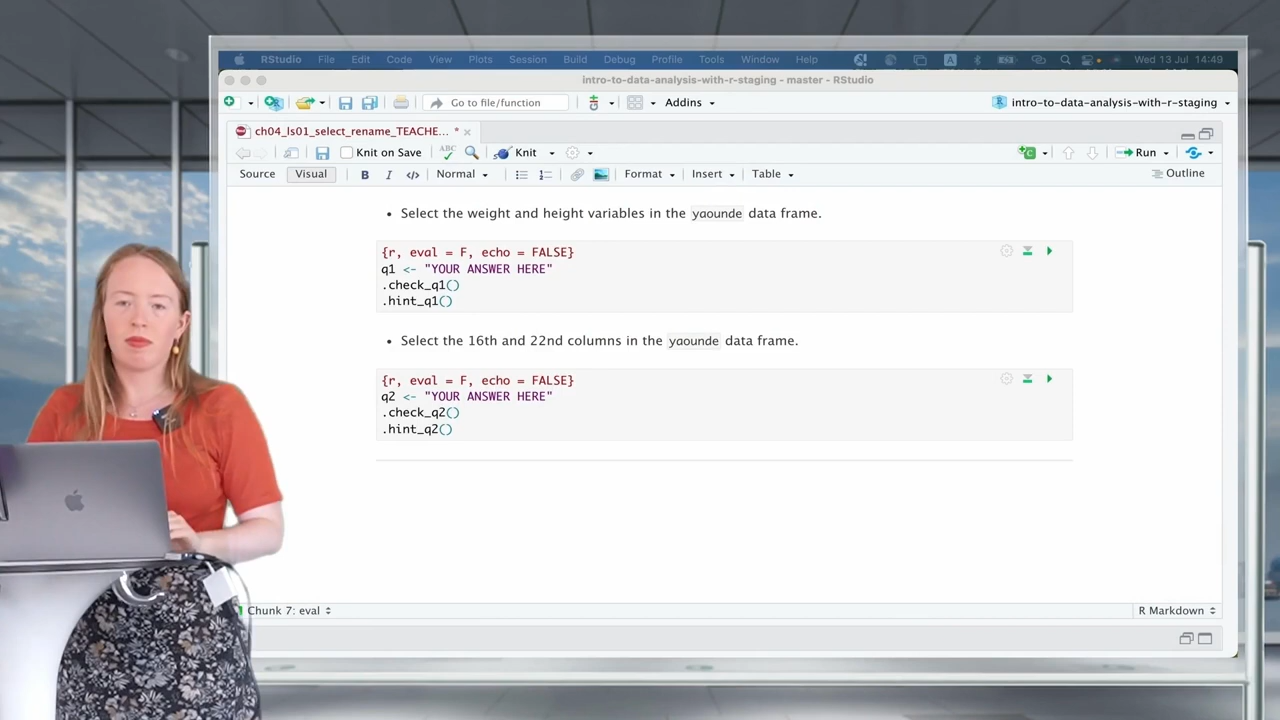 RStudio File Edit Code View Plots Session Build Debug Profile Tools Window Help A Wed 13 Jul 14:49
intro-to-data-analysis-with-r-staging - master - RStudio
Go to file/function Addins intro-to-data-analysis-with-r-staging
ch04_ls01_select_rename_TEACHE... *
Knit on Save ABC Knit Run
Source Visual B I </> Normal Format Insert Table Outline
• Select the weight and height variables in the yaounde data frame.
{r, eval = F, echo = FALSE}
q1 <- "YOUR ANSWER HERE"
.check_q1()
.hint_q1()
• Select the 16th and 22nd columns in the yaounde data frame.
{r, eval = F, echo = FALSE}
q2 <- "YOUR ANSWER HERE"
.check_q2()
.hint_q2()
Chunk 7: eval R Markdown